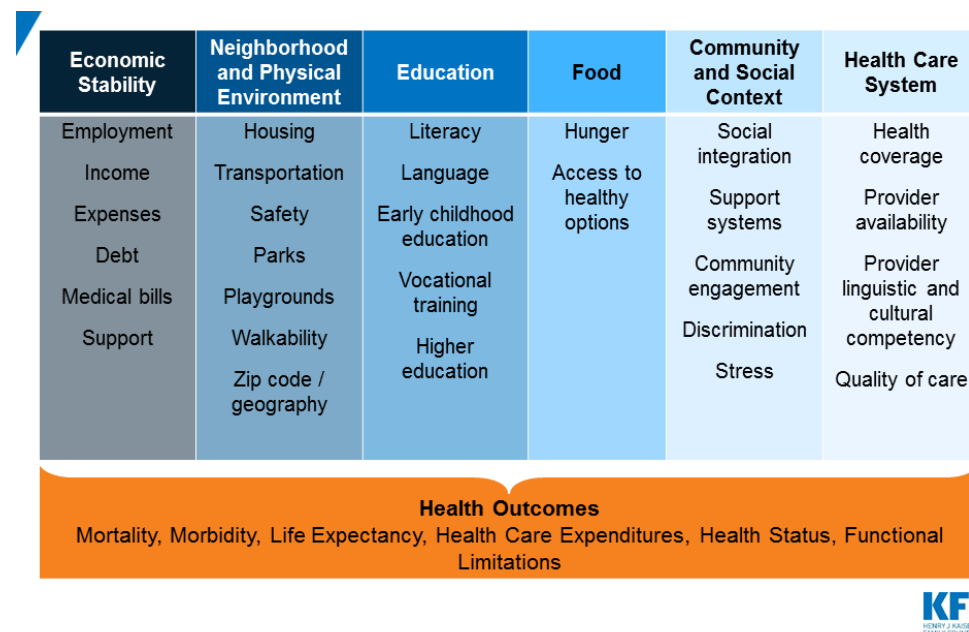 Economic
Stability
Neighborhood
and Physical
Environment
Education
Food
Community
and Social
Context
Health Care
System
Employment
Income
Expenses
Debt
Medical bills
Support
Housing
Transportation
Safety
Parks
Playgrounds
Walkability
Zip code /
geography
Literacy
Language
Early childhood
education
Vocational
training
Higher
education
Hunger
Access to
healthy
options
Social
integration
Support
systems
Community
engagement
Discrimination
Stress
Health
coverage
Provider
availability
Provider
linguistic and
cultural
competency
Quality of care
Health Outcomes
Mortality, Morbidity, Life Expectancy, Health Care Expenditures, Health Status, Functional
Limitations
KF
HENRY J KAISE